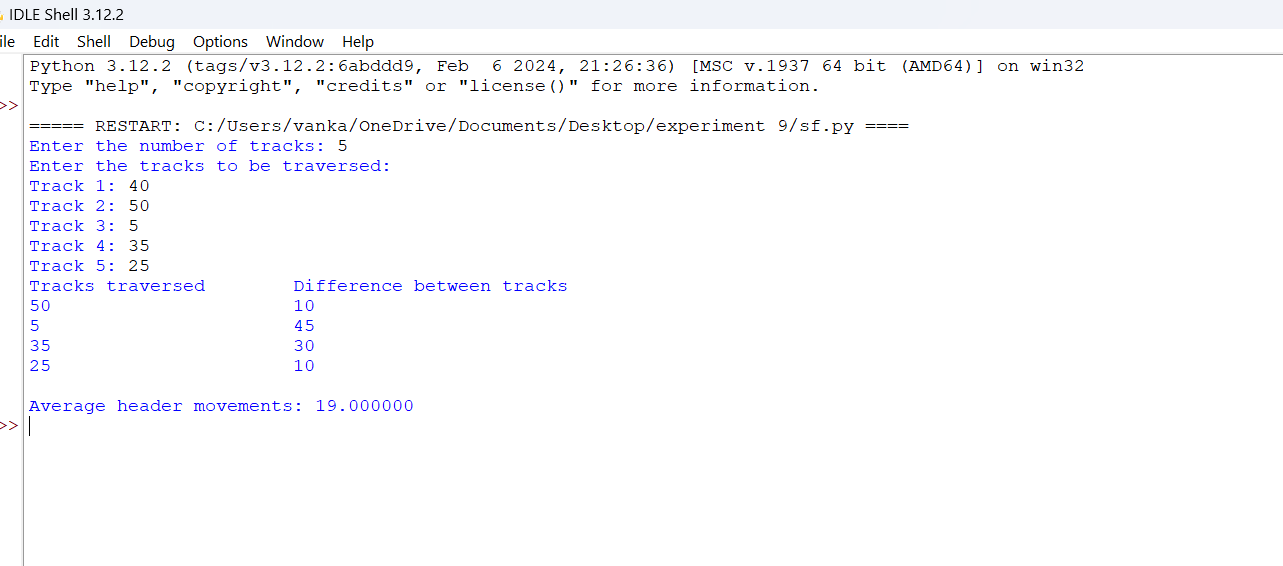 IDLE Shell 3.12.2
ile Edit Shell Debug Options Window Help
Python 3.12.2 (tags/v3.12.2:6abddd9, Feb  6 2024, 21:26:36) [MSC v.1937 64 bit (AMD64)] on win32
Type "help", "copyright", "credits" or "license()" for more information.
>>
===== RESTART: C:/Users/vanka/OneDrive/Documents/Desktop/experiment 9/sf.py ====
Enter the number of tracks: 5
Enter the tracks to be traversed:
Track 1: 40
Track 2: 50
Track 3: 5
Track 4: 35
Track 5: 25
Tracks traversed        Difference between tracks
50                      10
5                       45
35                      30
25                      10
Average header movements: 19.000000
>>